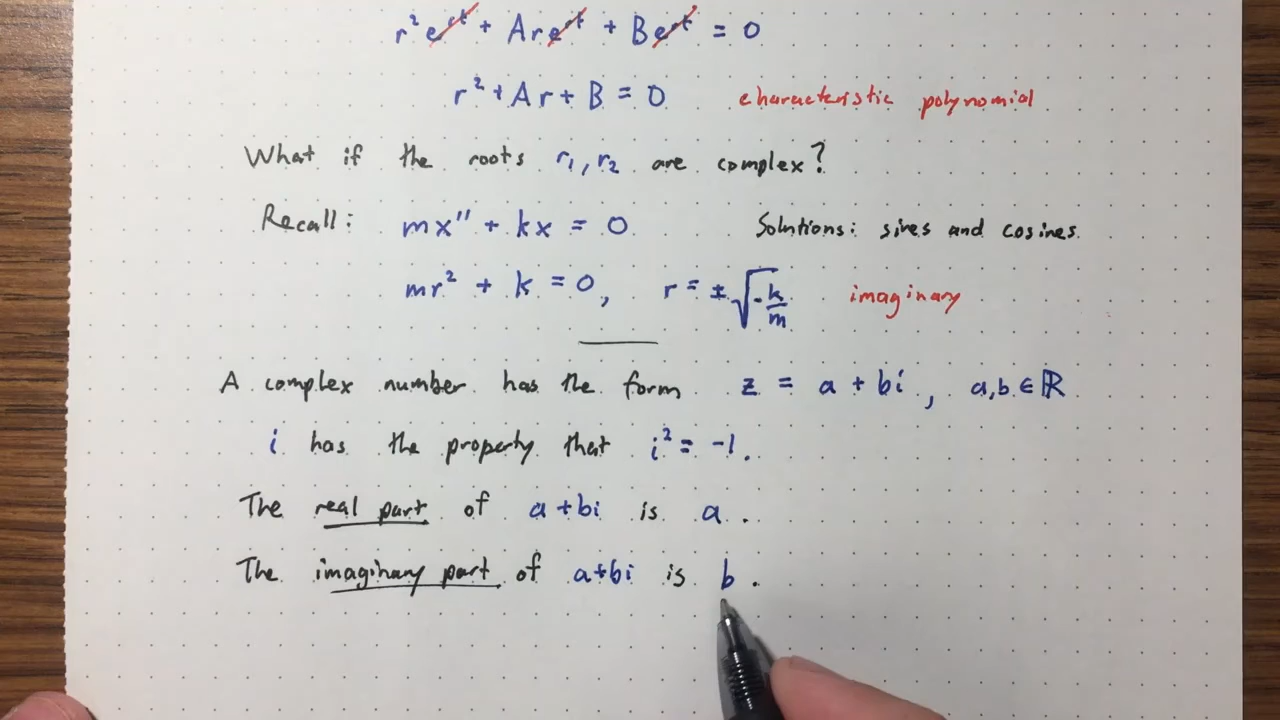 r²e^rt + Are^rt + Be^rt = 0
r² + Ar + B = 0 characteristic polynomial
What if the roots r₁, r₂ are complex?
Recall: mx" + kx = 0 Solutions: sines and cosines
mr² + k = 0, r = ±√-k/m imaginary
A complex number has the form z = a + bi, a,b ∈ ℝ
i has the property that i² = -1.
The real part of a+bi is a.
The imaginary part of a+bi is b.